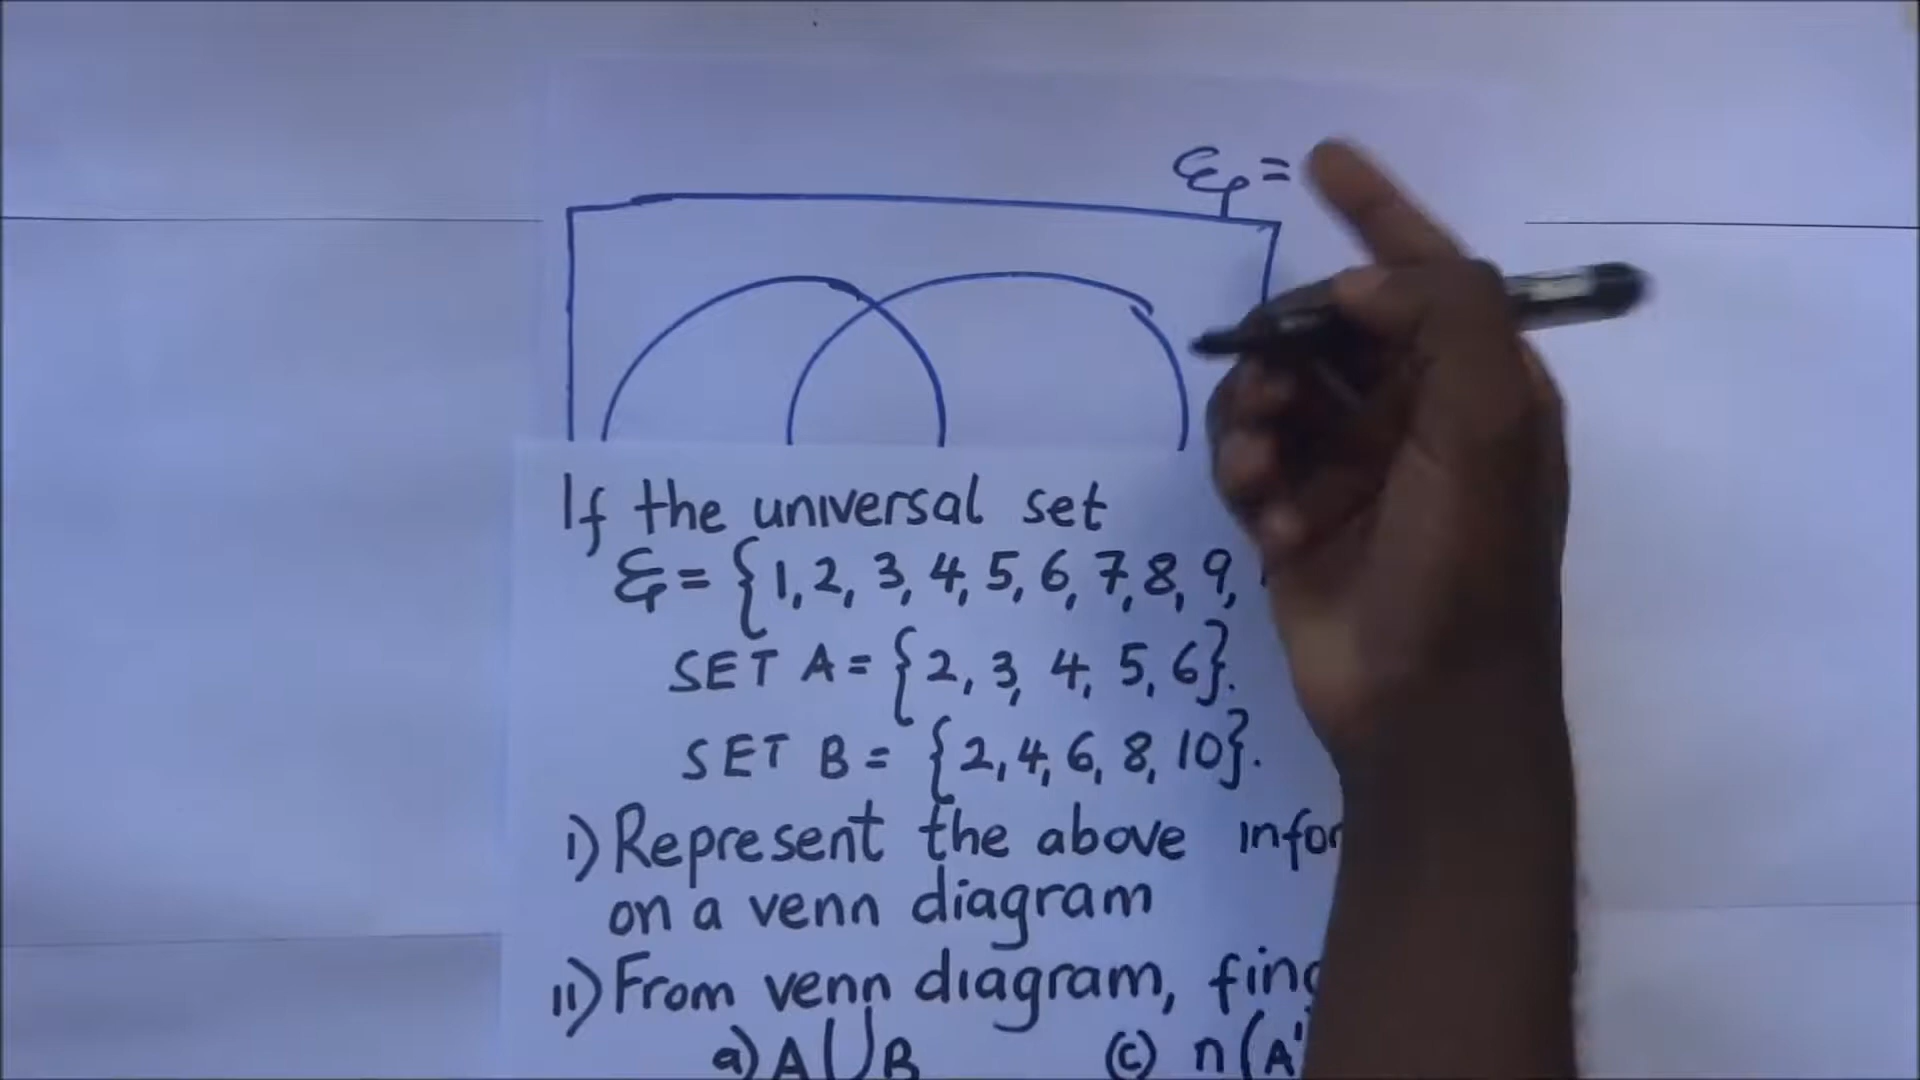 ℰ =
If the universal set
ℰ = {1, 2, 3, 4, 5, 6, 7, 8, 9,
SET A = {2, 3, 4, 5, 6}.
SET B = {2, 4, 6, 8, 10}.
i) Represent the above
on a venn diagram
ii) From venn diagram,
a) A ∪ B (c) n(A'